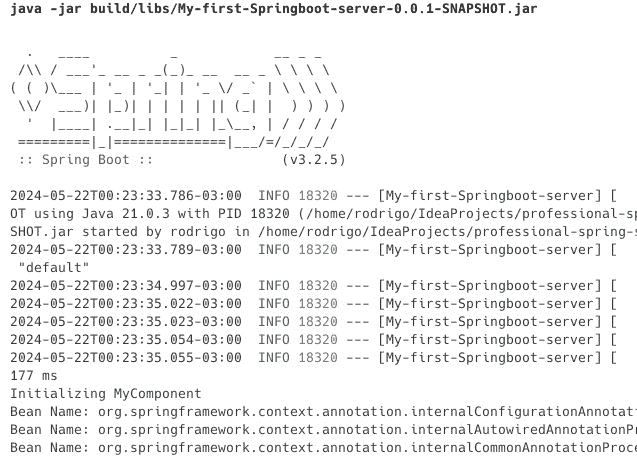 java -jar build/libs/My-first-Springboot-server-0.0.1-SNAPSHOT.jar
  .   ____          _            __ _ _
 /\\ / ___'_ __ _ _(_)_ __  __ _ \ \ \ \
( ( )\___ | '_ | '_| | '_ \/ _` | \ \ \ \
 \\/  ___)| |_)| | | | | || (_| |  ) ) ) )
  '  |____| .__|_| |_|_| |_\__, | / / / /
 =========|_|==============|___/=/_/_/_/
 :: Spring Boot ::                (v3.2.5)
2024-05-22T00:23:33.786-03:00  INFO 18320 --- [My-first-Springboot-server] [
OT using Java 21.0.3 with PID 18320 (/home/rodrigo/IdeaProjects/professional-sp
SHOT.jar started by rodrigo in /home/rodrigo/IdeaProjects/professional-spring-s
2024-05-22T00:23:33.789-03:00  INFO 18320 --- [My-first-Springboot-server] [
 "default"
2024-05-22T00:23:34.997-03:00  INFO 18320 --- [My-first-Springboot-server] [
2024-05-22T00:23:35.022-03:00  INFO 18320 --- [My-first-Springboot-server] [
2024-05-22T00:23:35.023-03:00  INFO 18320 --- [My-first-Springboot-server] [
2024-05-22T00:23:35.054-03:00  INFO 18320 --- [My-first-Springboot-server] [
2024-05-22T00:23:35.055-03:00  INFO 18320 --- [My-first-Springboot-server] [
177 ms
Initializing MyComponent
Bean Name: org.springframework.context.annotation.internalConfigurationAnnotat
Bean Name: org.springframework.context.annotation.internalAutowiredAnnotationPr
Bean Name: org.springframework.context.annotation.internalCommonAnnotationProce